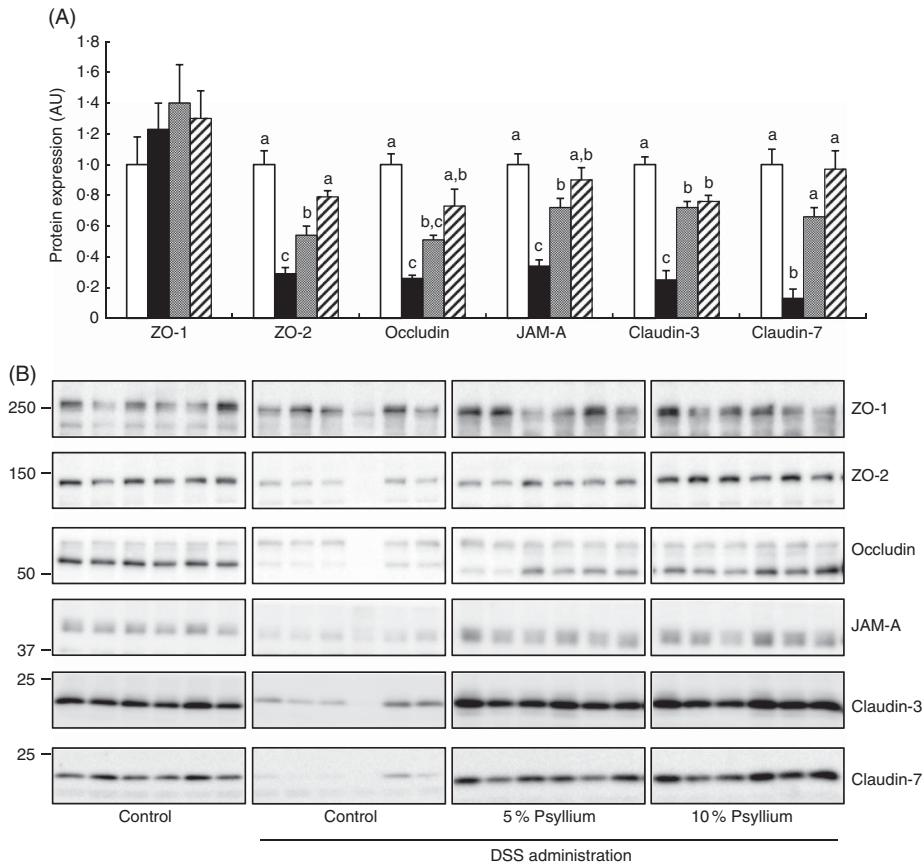 (A)
Protein expression (AU)
1·8
1·6
1·4
1·2
1·0
0·8
0·6
0·4
0·2
0
a
c
b
a
a
c
b,c
a,b
a
c
b
a,b
a
c
b
b
a
b
a
a
ZO-1
ZO-2
Occludin
JAM-A
Claudin-3
Claudin-7
(B)
250
ZO-1
150
ZO-2
50
Occludin
37
JAM-A
25
Claudin-3
25
Claudin-7
Control
Control
5 % Psyllium
10 % Psyllium
DSS administration